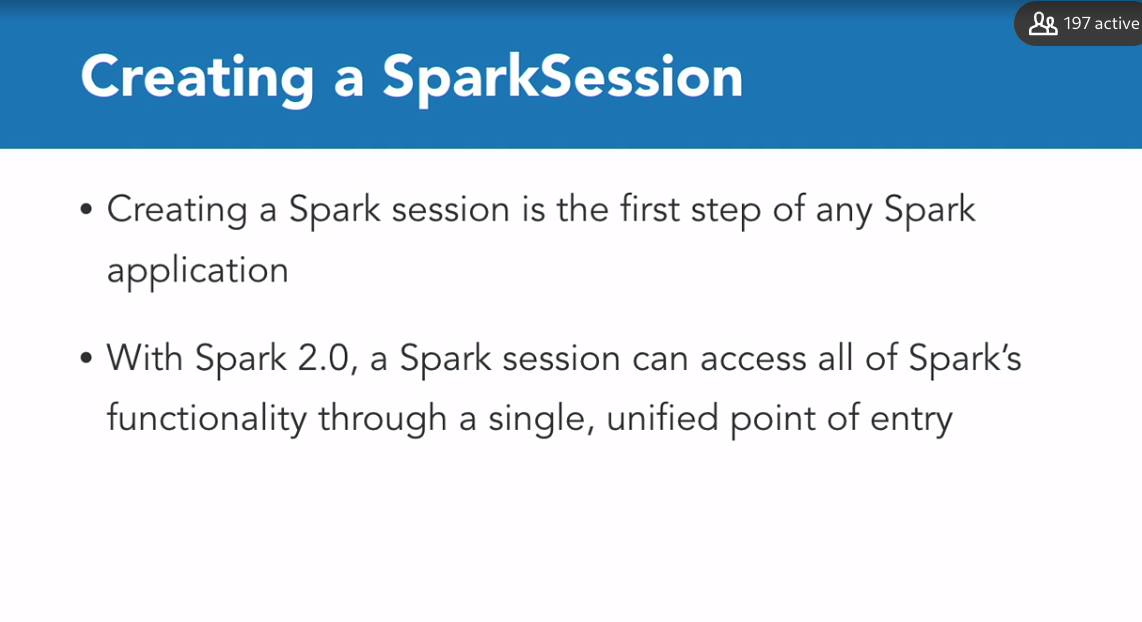 197 active
Creating a SparkSession
• Creating a Spark session is the first step of any Spark
application
• With Spark 2.0, a Spark session can access all of Spark’s
functionality through a single, unified point of entry